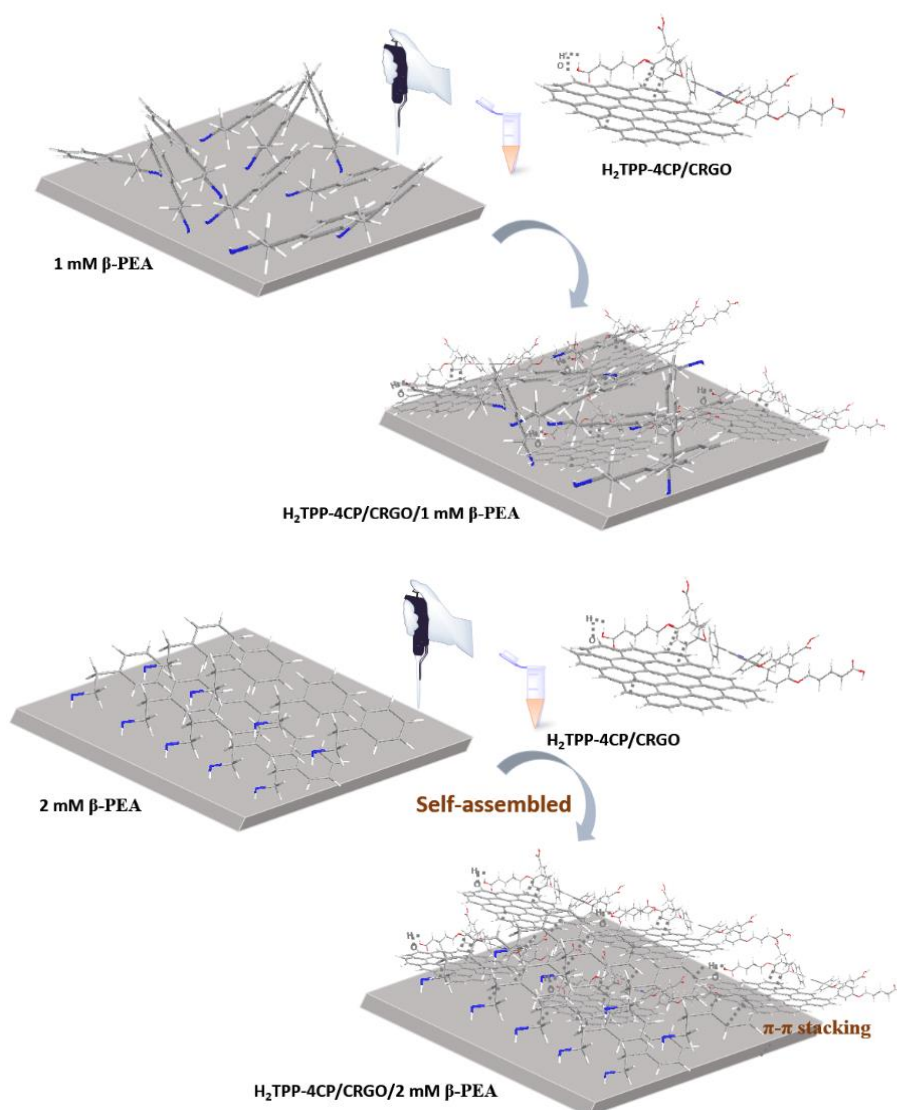 H
O
H₂TPP-4CP/CRGO
1 mM β-PEA
H₂TPP-4CP/CRGO/1 mM β-PEA
H
O
H₂TPP-4CP/CRGO
2 mM β-PEA
Self-assembled
π-π stacking
H₂TPP-4CP/CRGO/2 mM β-PEA